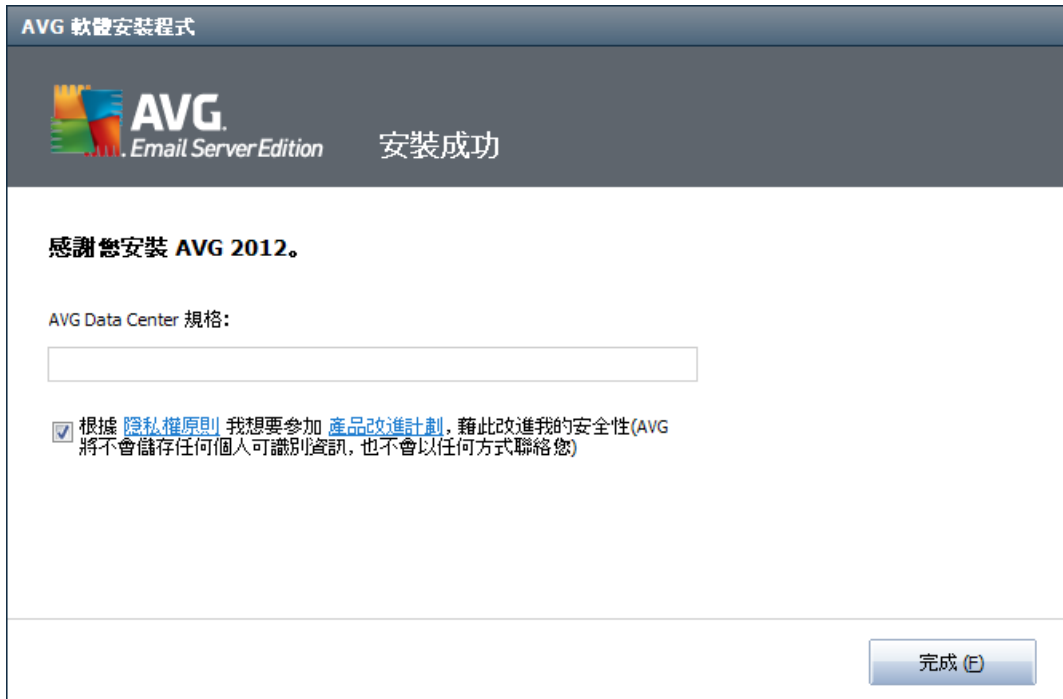 AVG 軟體安裝程式
AVG.
Email Server Edition
安裝成功
感謝您安裝 AVG 2012。
AVG Data Center 規格:
根據 隱私權原則 我想要參加 產品改進計劃, 藉此改進我的安全性(AVG
將不會儲存任何個人可識別資訊, 也不會以任何方式聯絡您)
完成 (F)